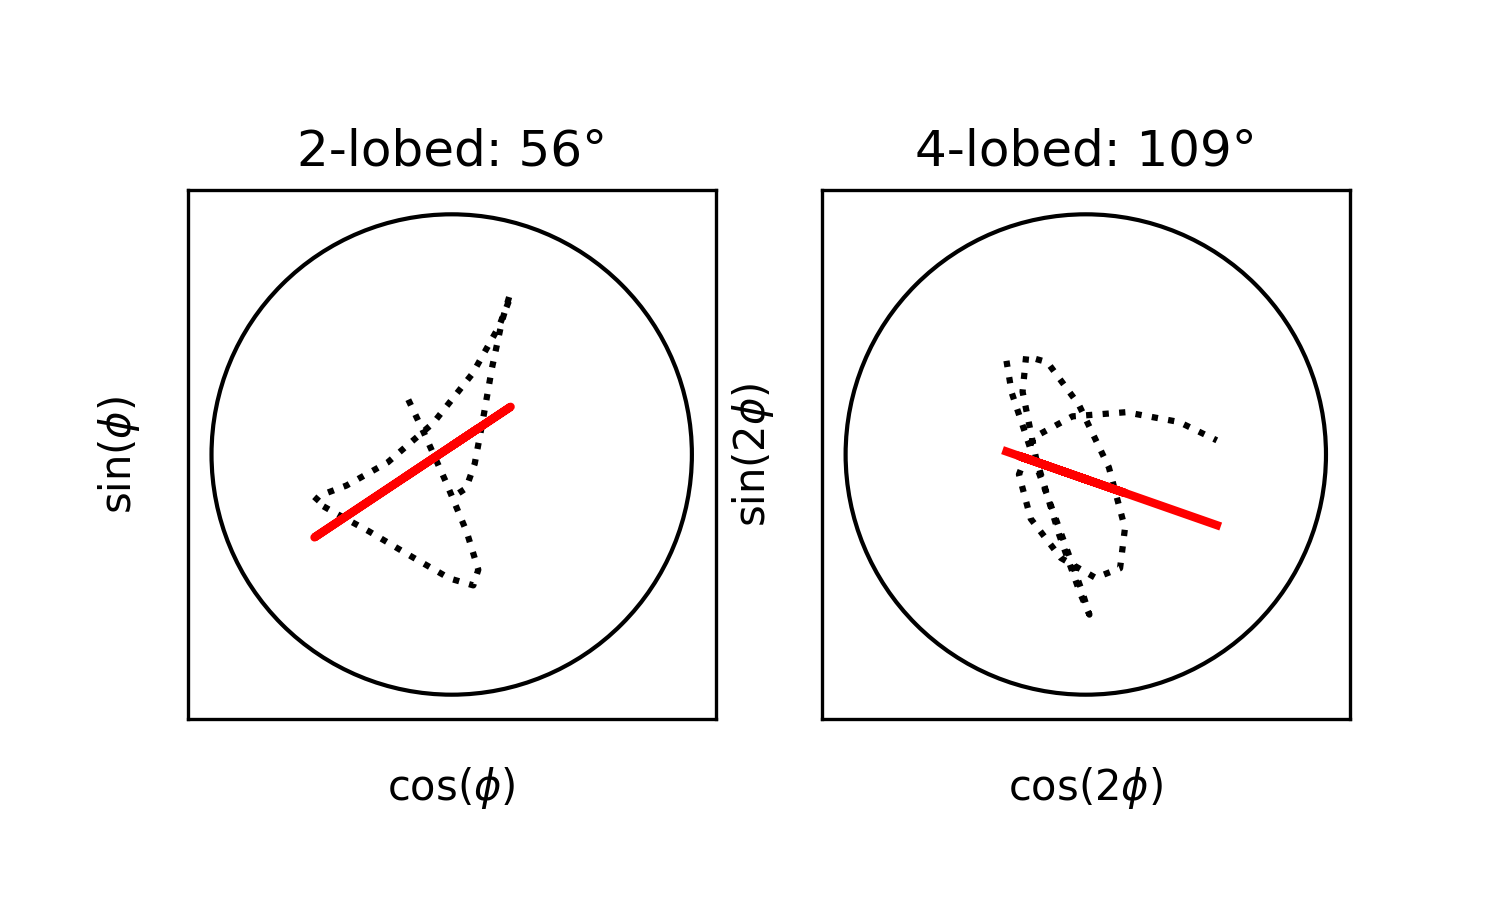 2-lobed: 56°
4-lobed: 109°
sin(ϕ)
sin(2ϕ)
cos(ϕ)
cos(2ϕ)